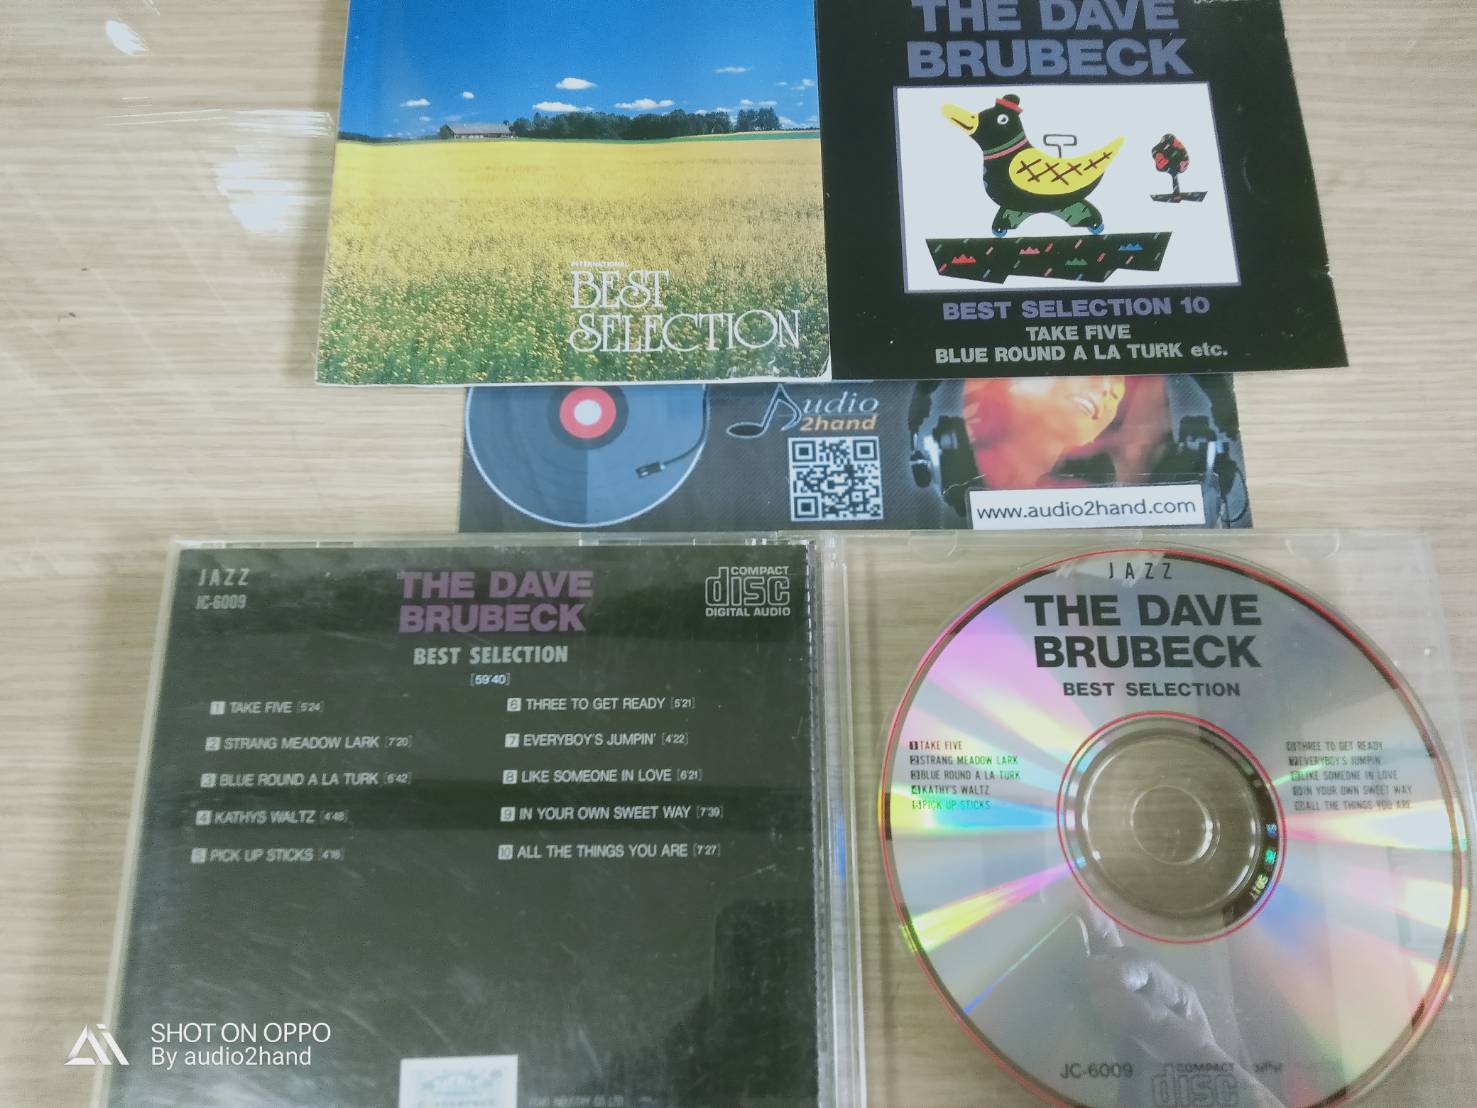 THE DAVE
BRUBECK
INTERNATIONAL
BEST
SELECTION
BEST SELECTION 10
TAKE FIVE
BLUE ROUND A LA TURK etc.
Audio
2hand
www.audio2hand.com
JAZZ
JC-6009
THE DAVE
BRUBECK
COMPACT
disc
DIGITAL AUDIO
BEST SELECTION
[59'40]
1 TAKE FIVE [5'24]
2 STRANG MEADOW LARK [7'20]
3 BLUE ROUND A LA TURK [6'42]
4 KATHYS WALTZ [4'48]
5 PICK UP STICKS [4'16]
6 THREE TO GET READY [5'21]
7 EVERYBOY'S JUMPIN' [4'22]
8 LIKE SOMEONE IN LOVE [6'21]
9 IN YOUR OWN SWEET WAY [7'39]
10 ALL THE THINGS YOU ARE [7'27]
JAZZ
THE DAVE
BRUBECK
BEST SELECTION
1 TAKE FIVE
2 STRANG MEADOW LARK
3 BLUE ROUND A LA TURK
4 KATHY'S WALTZ
5 PICK UP STICKS
6 THREE TO GET READY
7 EVERYBOY'S JUMPIN'
8 LIKE SOMEONE IN LOVE
9 IN YOUR OWN SWEET WAY
10 ALL THE THINGS YOU ARE
JC-6009
COMPACT
disc
SHOT ON OPPO
By audio2hand